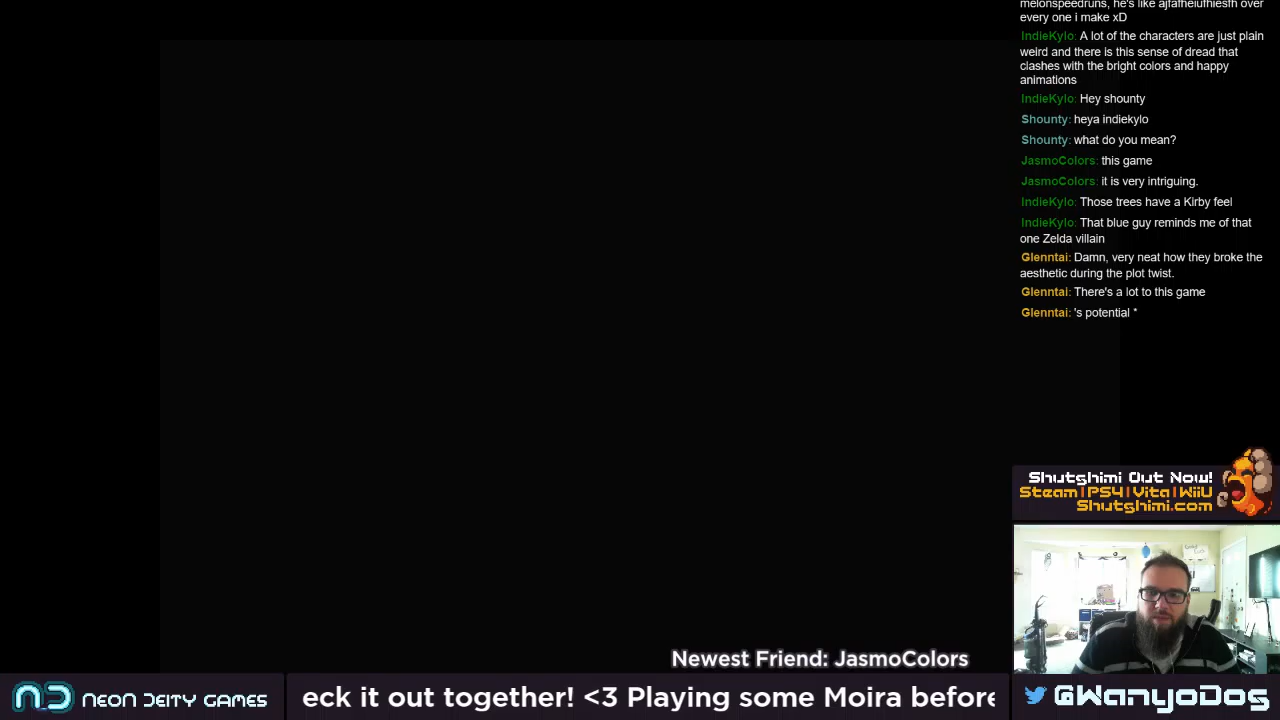 melonspeedruns, he's like ajfafheiufhiesfh over
every one i make xD
IndieKylo: A lot of the characters are just plain
weird and there is this sense of dread that
clashes with the bright colors and happy
animations
IndieKylo: Hey shounty
Shounty: heya indiekylo
Shounty: what do you mean?
JasmoColors: this game
JasmoColors: it is very intriguing.
IndieKylo: Those trees have a Kirby feel
IndieKylo: That blue guy reminds me of that
one Zelda villain
Glenntai: Damn, very neat how they broke the
aesthetic during the plot twist.
Glenntai: There's a lot to this game
Glenntai: 's potential *
Shutshimi Out Now!
Steam|PS4|Vita|WiiU
Shutshimi.com
Newest Friend: JasmoColors
NEON DEITY GAMES
eck it out together! <3 Playing some Moira before
@WanyoDos